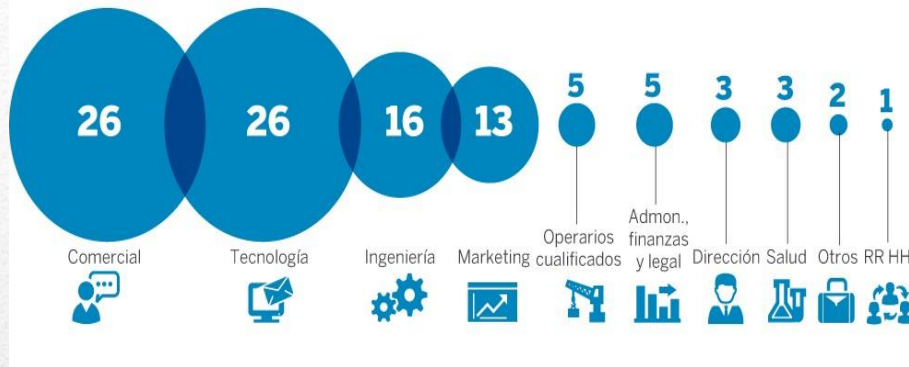 26
26
16
13
5
5
3
3
2
1
Comercial
Tecnología
Ingeniería
Marketing
Operarios
cualificados
Admon.,
finanzas
y legal
Dirección
Salud
Otros
RR HH